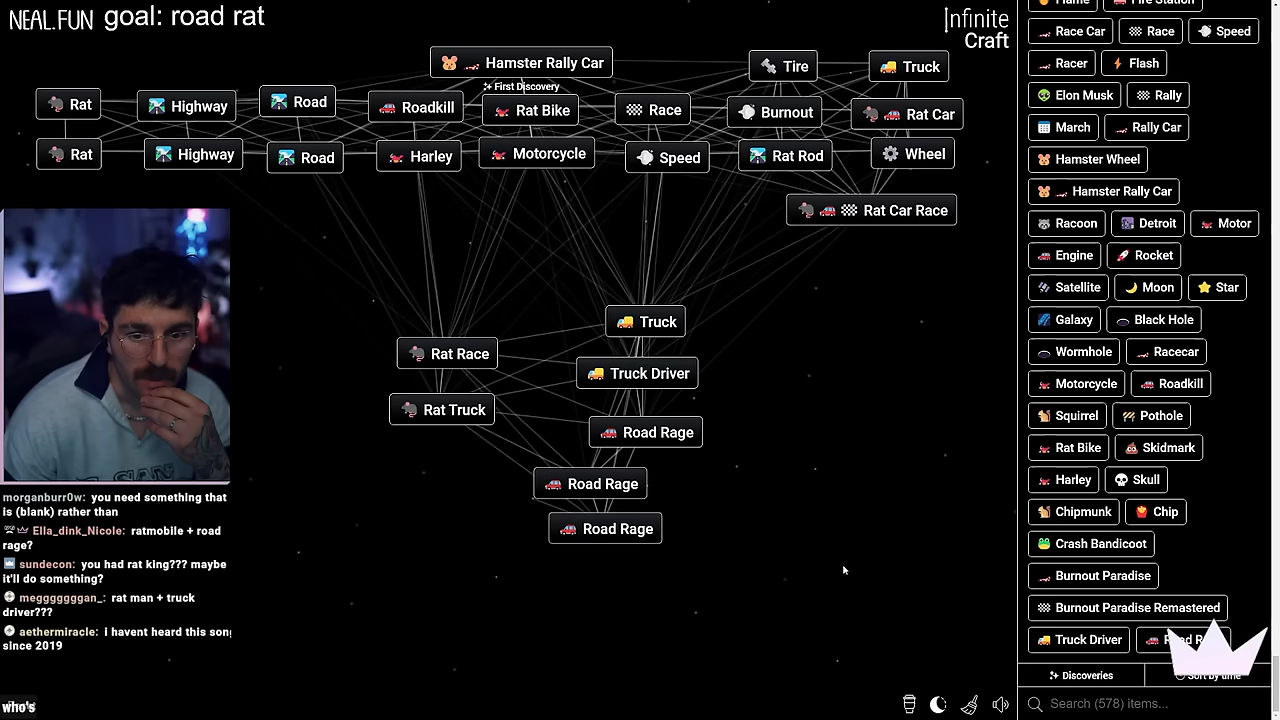 NEAL.FUN goal: road rat
Infinite
Craft
Hamster Rally Car
Tire
Truck
First Discovery
Rat
Highway
Road
Roadkill
Rat Bike
Race
Burnout
Rat Car
Rat
Highway
Road
Harley
Motorcycle
Speed
Rat Rod
Wheel
Rat Car Race
Truck
Rat Race
Truck Driver
Rat Truck
Road Rage
Road Rage
Road Rage
morganburr0w: you need something that
is (blank) rather than
Ella_dink_Nicole: ratmobile + road
rage?
sundecon: you had rat king??? maybe
it'll do something?
megggggggan_: rat man + truck
driver???
aethermiracle: i havent heard this song
since 2019
who's
Flame Fire Station
Race Car Race Speed
Racer Flash
Elon Musk Rally
March Rally Car
Hamster Wheel
Hamster Rally Car
Racoon Detroit Motor
Engine Rocket
Satellite Moon Star
Galaxy Black Hole
Wormhole Racecar
Motorcycle Roadkill
Squirrel Pothole
Rat Bike Skidmark
Harley Skull
Chipmunk Chip
Crash Bandicoot
Burnout Paradise
Burnout Paradise Remastered
Truck Driver
Discoveries Sort by time
Search (578) items...